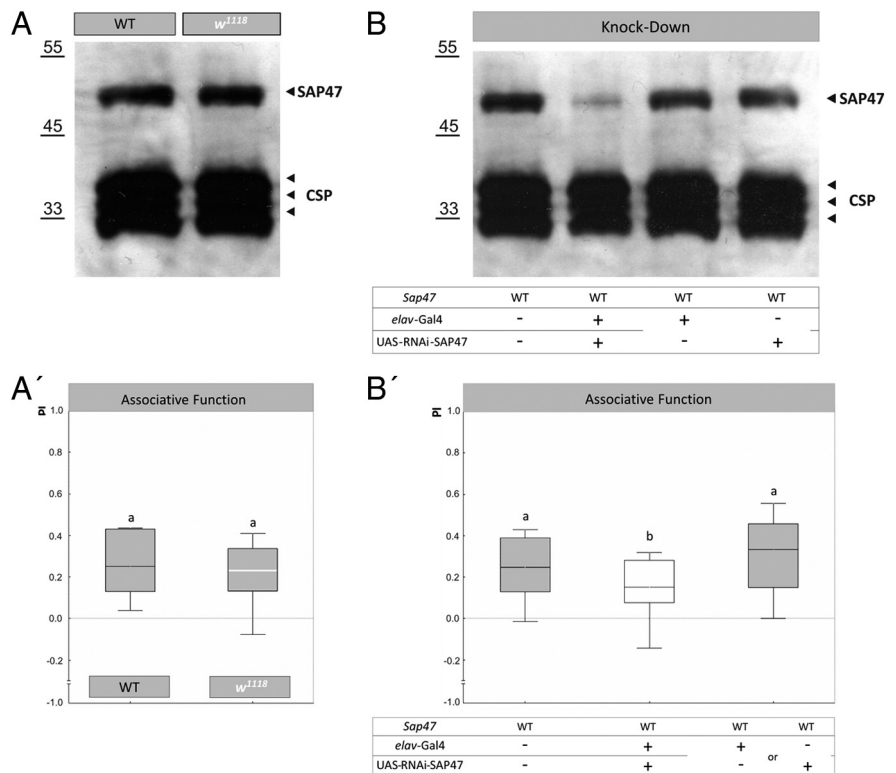 A
WT w1118
55
45
33
SAP47
CSP
B
Knock-Down
55
45
33
SAP47
CSP
Sap47 WT WT WT WT
elav-Gal4 - + + -
UAS-RNAi-SAP47 - + - +
A´
Associative Function
PI
1.0
0.8
0.6
0.4
0.2
0.0
-0.2
-1.0
a a
WT w1118
B´
Associative Function
PI
1.0
0.8
0.6
0.4
0.2
0.0
-0.2
-1.0
a b a
Sap47 WT WT WT WT
elav-Gal4 - + + or -
UAS-RNAi-SAP47 - + - +